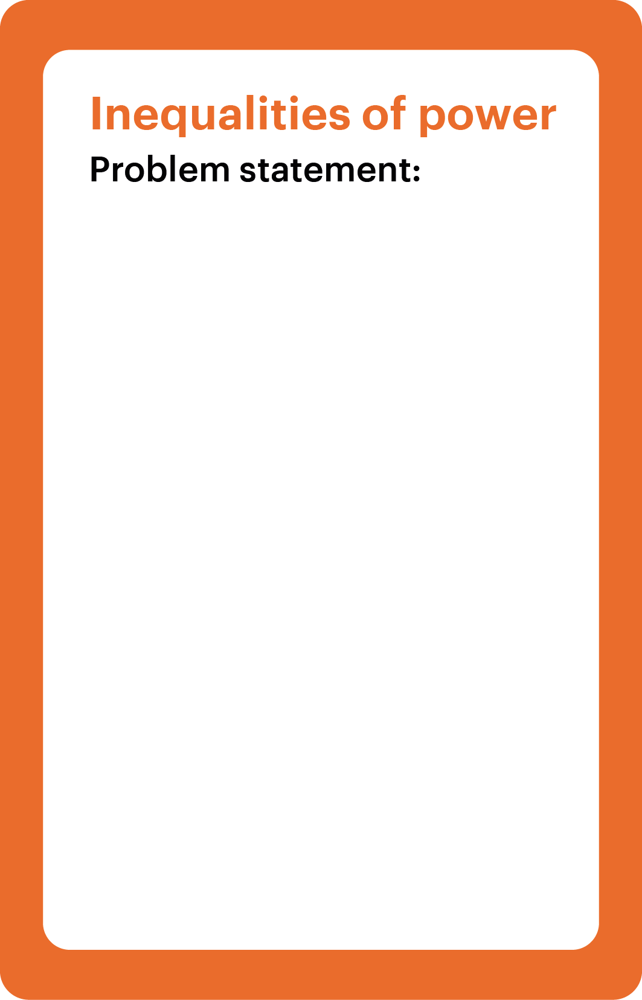 Inequalities of power
Problem statement: